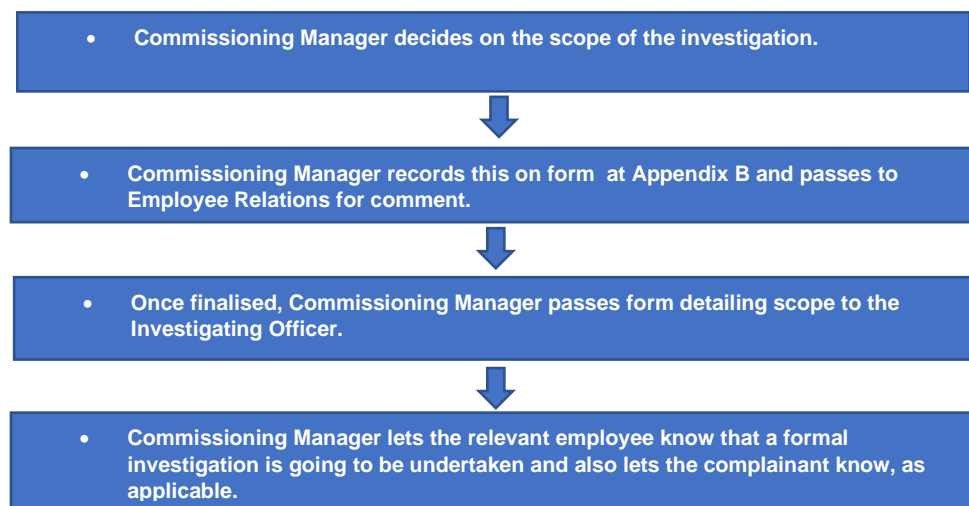 • Commissioning Manager decides on the scope of the investigation.
• Commissioning Manager records this on form at Appendix B and passes to
Employee Relations for comment.
• Once finalised, Commissioning Manager passes form detailing scope to the
Investigating Officer.
• Commissioning Manager lets the relevant employee know that a formal
investigation is going to be undertaken and also lets the complainant know, as
applicable.